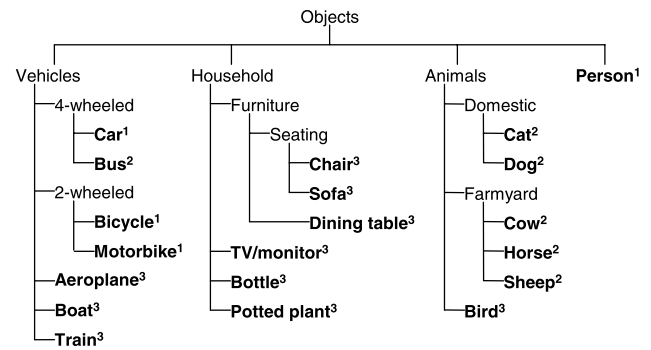 Objects
Vehicles
4-wheeled
Car¹
Bus²
2-wheeled
Bicycle¹
Motorbike¹
Aeroplane³
Boat³
Train³
Household
Furniture
Seating
Chair³
Sofa³
Dining table³
TV/monitor³
Bottle³
Potted plant³
Animals
Domestic
Cat²
Dog²
Farmyard
Cow²
Horse²
Sheep²
Bird³
Person¹